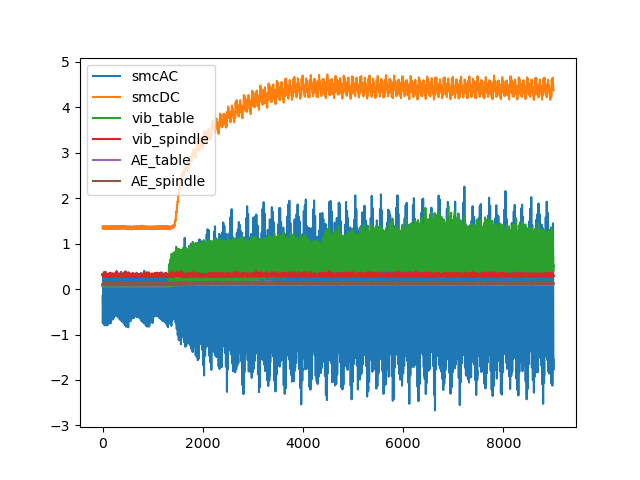 5
4
3
2
1
0
−1
−2
−3
smcAC
smcDC
vib_table
vib_spindle
AE_table
AE_spindle
0 2000 4000 6000 8000